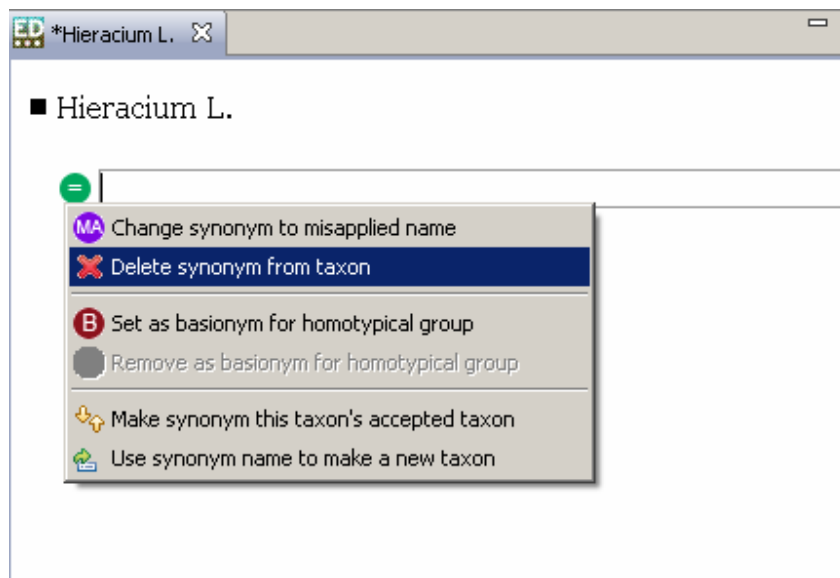 ED *Hieracium L.
Hieracium L.
=
MA Change synonym to misapplied name
Delete synonym from taxon
B Set as basionym for homotypical group
Remove as basionym for homotypical group
Make synonym this taxon's accepted taxon
Use synonym name to make a new taxon